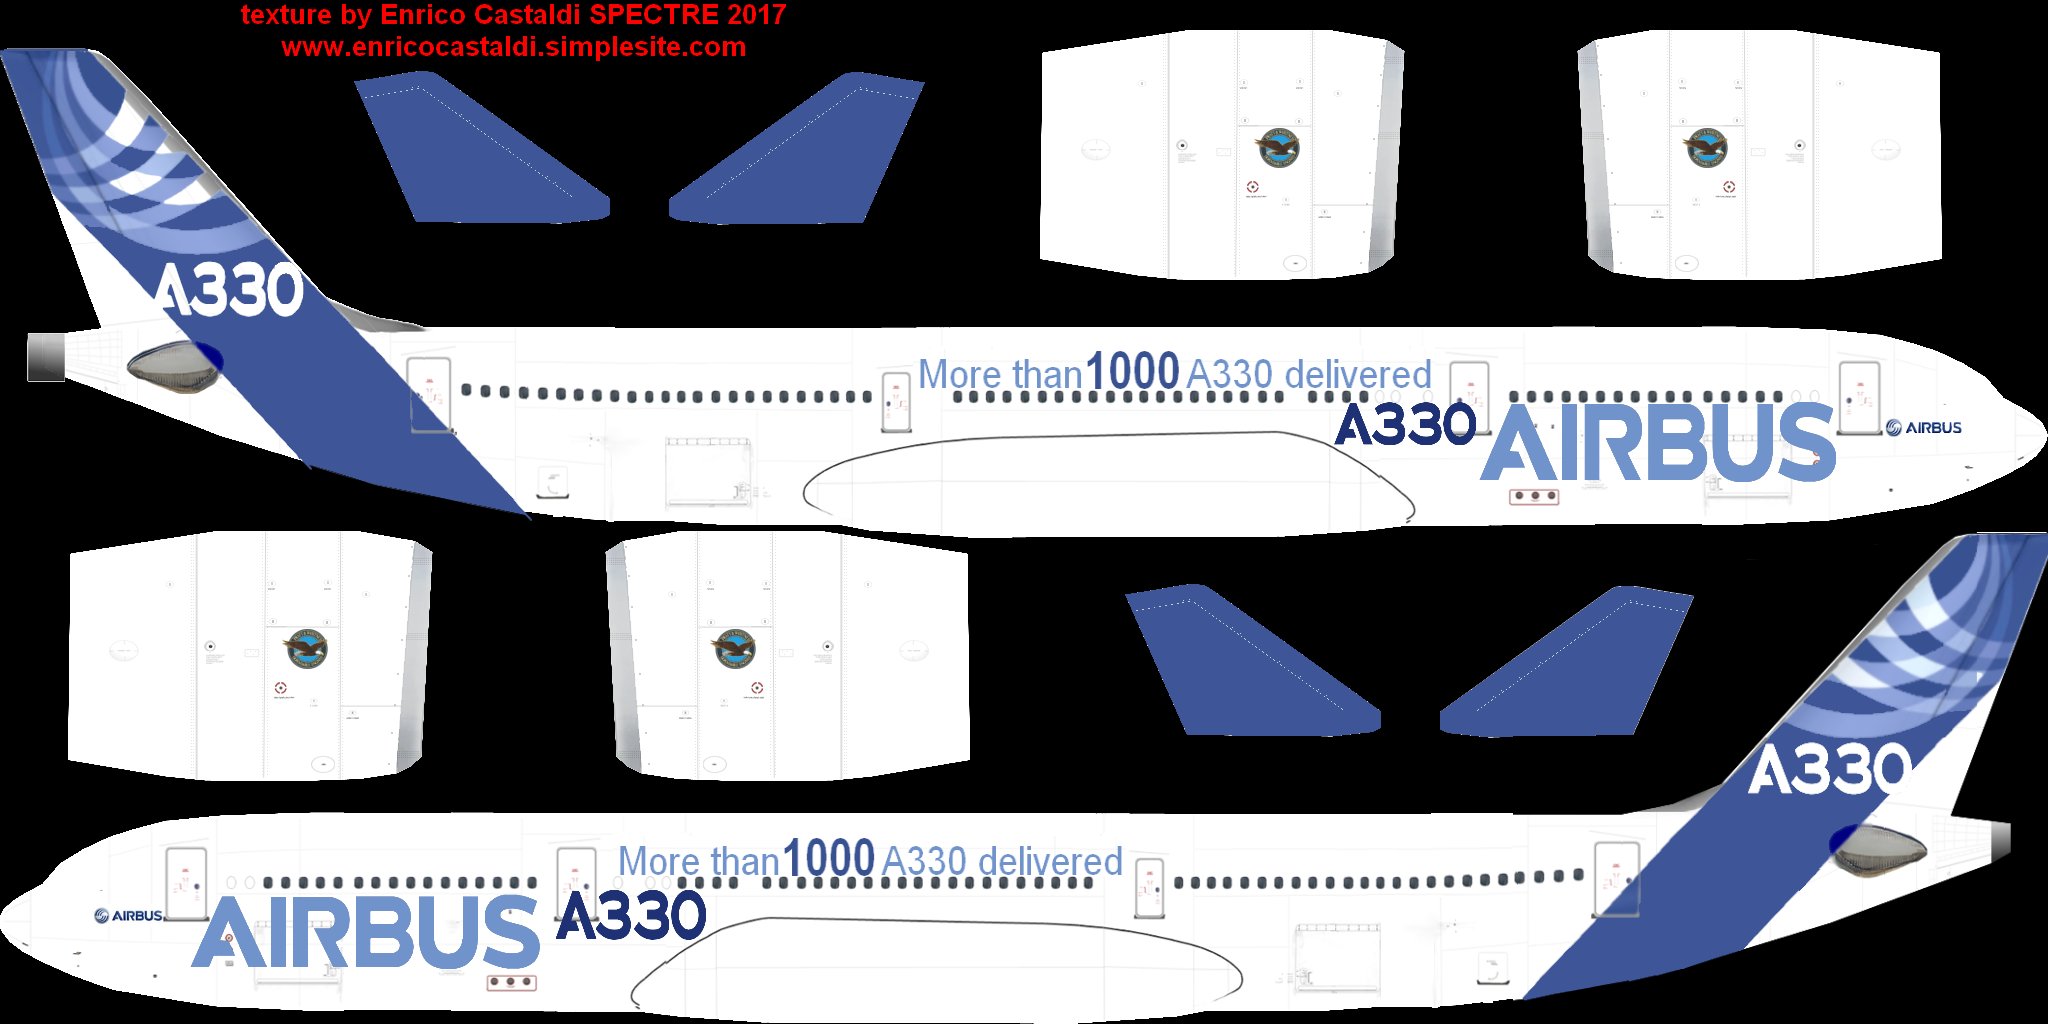 texture by Enrico Castaldi SPECTRE 2017
www.enricocastaldi.simplesite.com
A330
More than 1000 A330 delivered
A330
AIRBUS
AIRBUS
A330
More than 1000 A330 delivered
AIRBUS
AIRBUS
A330